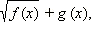 √f(x) + g(x),